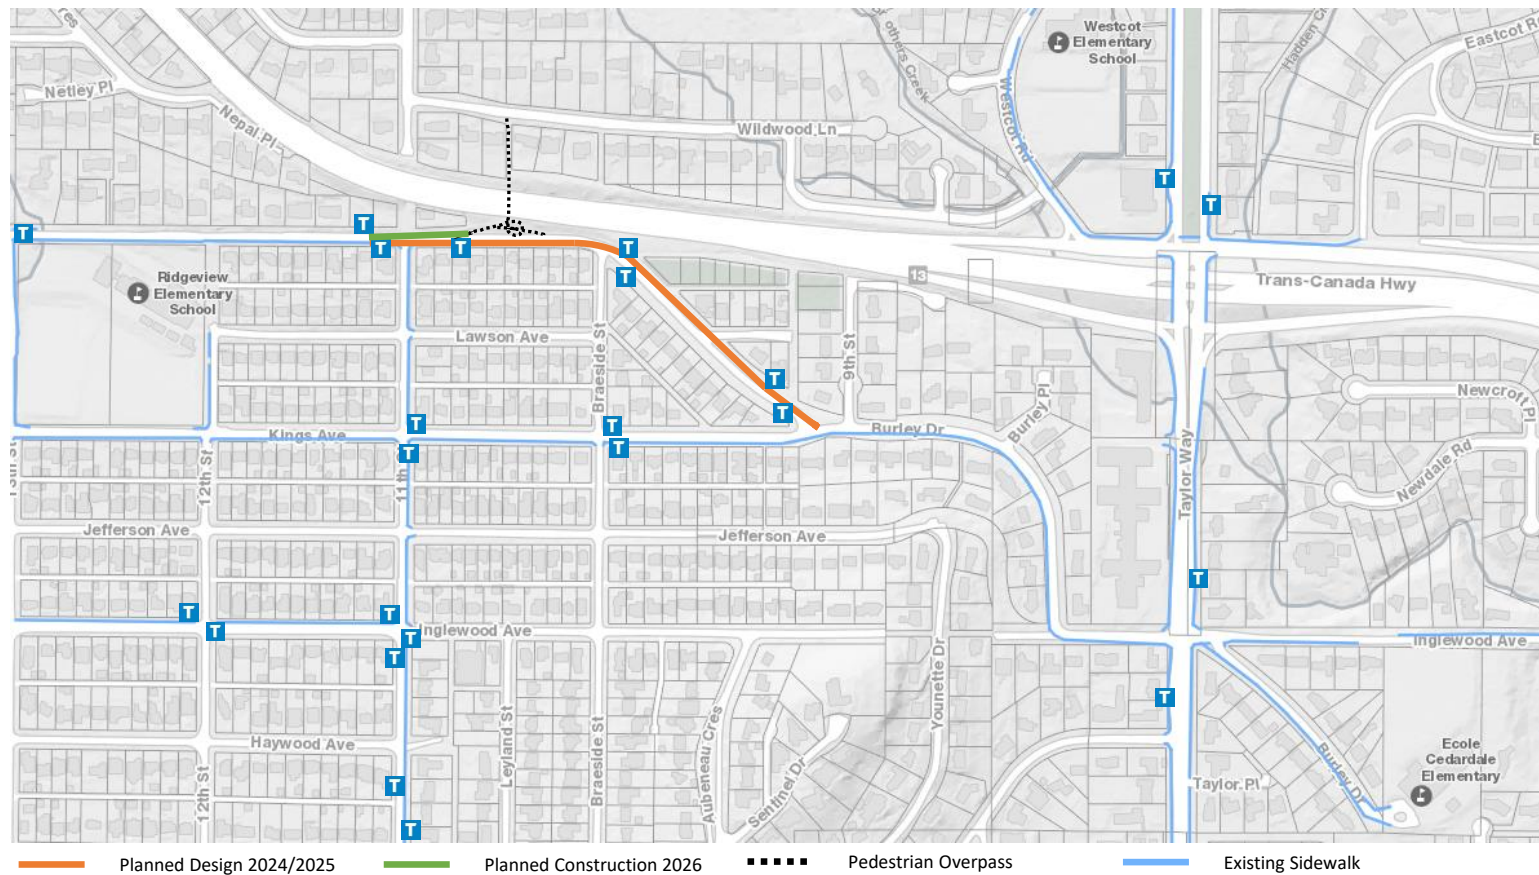 Westcot
Elementary
School
Eastcot Rd
Hadden
Netley Pl
Nepal Pl
others Creek
Westcot Rd
Wildwood Ln
T
T
T
T
T
T
T
T
T
13
Trans-Canada Hwy
Ridgeview
Elementary
School
Lawson Ave
Braeside St
9th St
T
T
Burley Pl
Newcroft Pl
T
T
T
T
Kings Ave
Burley Dr
13th St
12th St
11th
Taylor Way
Newdale Rd
Jefferson Ave
Jefferson Ave
T
T
T
T
T
T
Inglewood Ave
Inglewood Ave
Younette Dr
T
Haywood Ave
Leyland St
Braeside St
Aubeneau Cres
Sentinel Dr
12th St
T
T
Taylor Pl
Burley Dr
Ecole
Cedardale
Elementary
Planned Design 2024/2025
Planned Construction 2026
Pedestrian Overpass
Existing Sidewalk